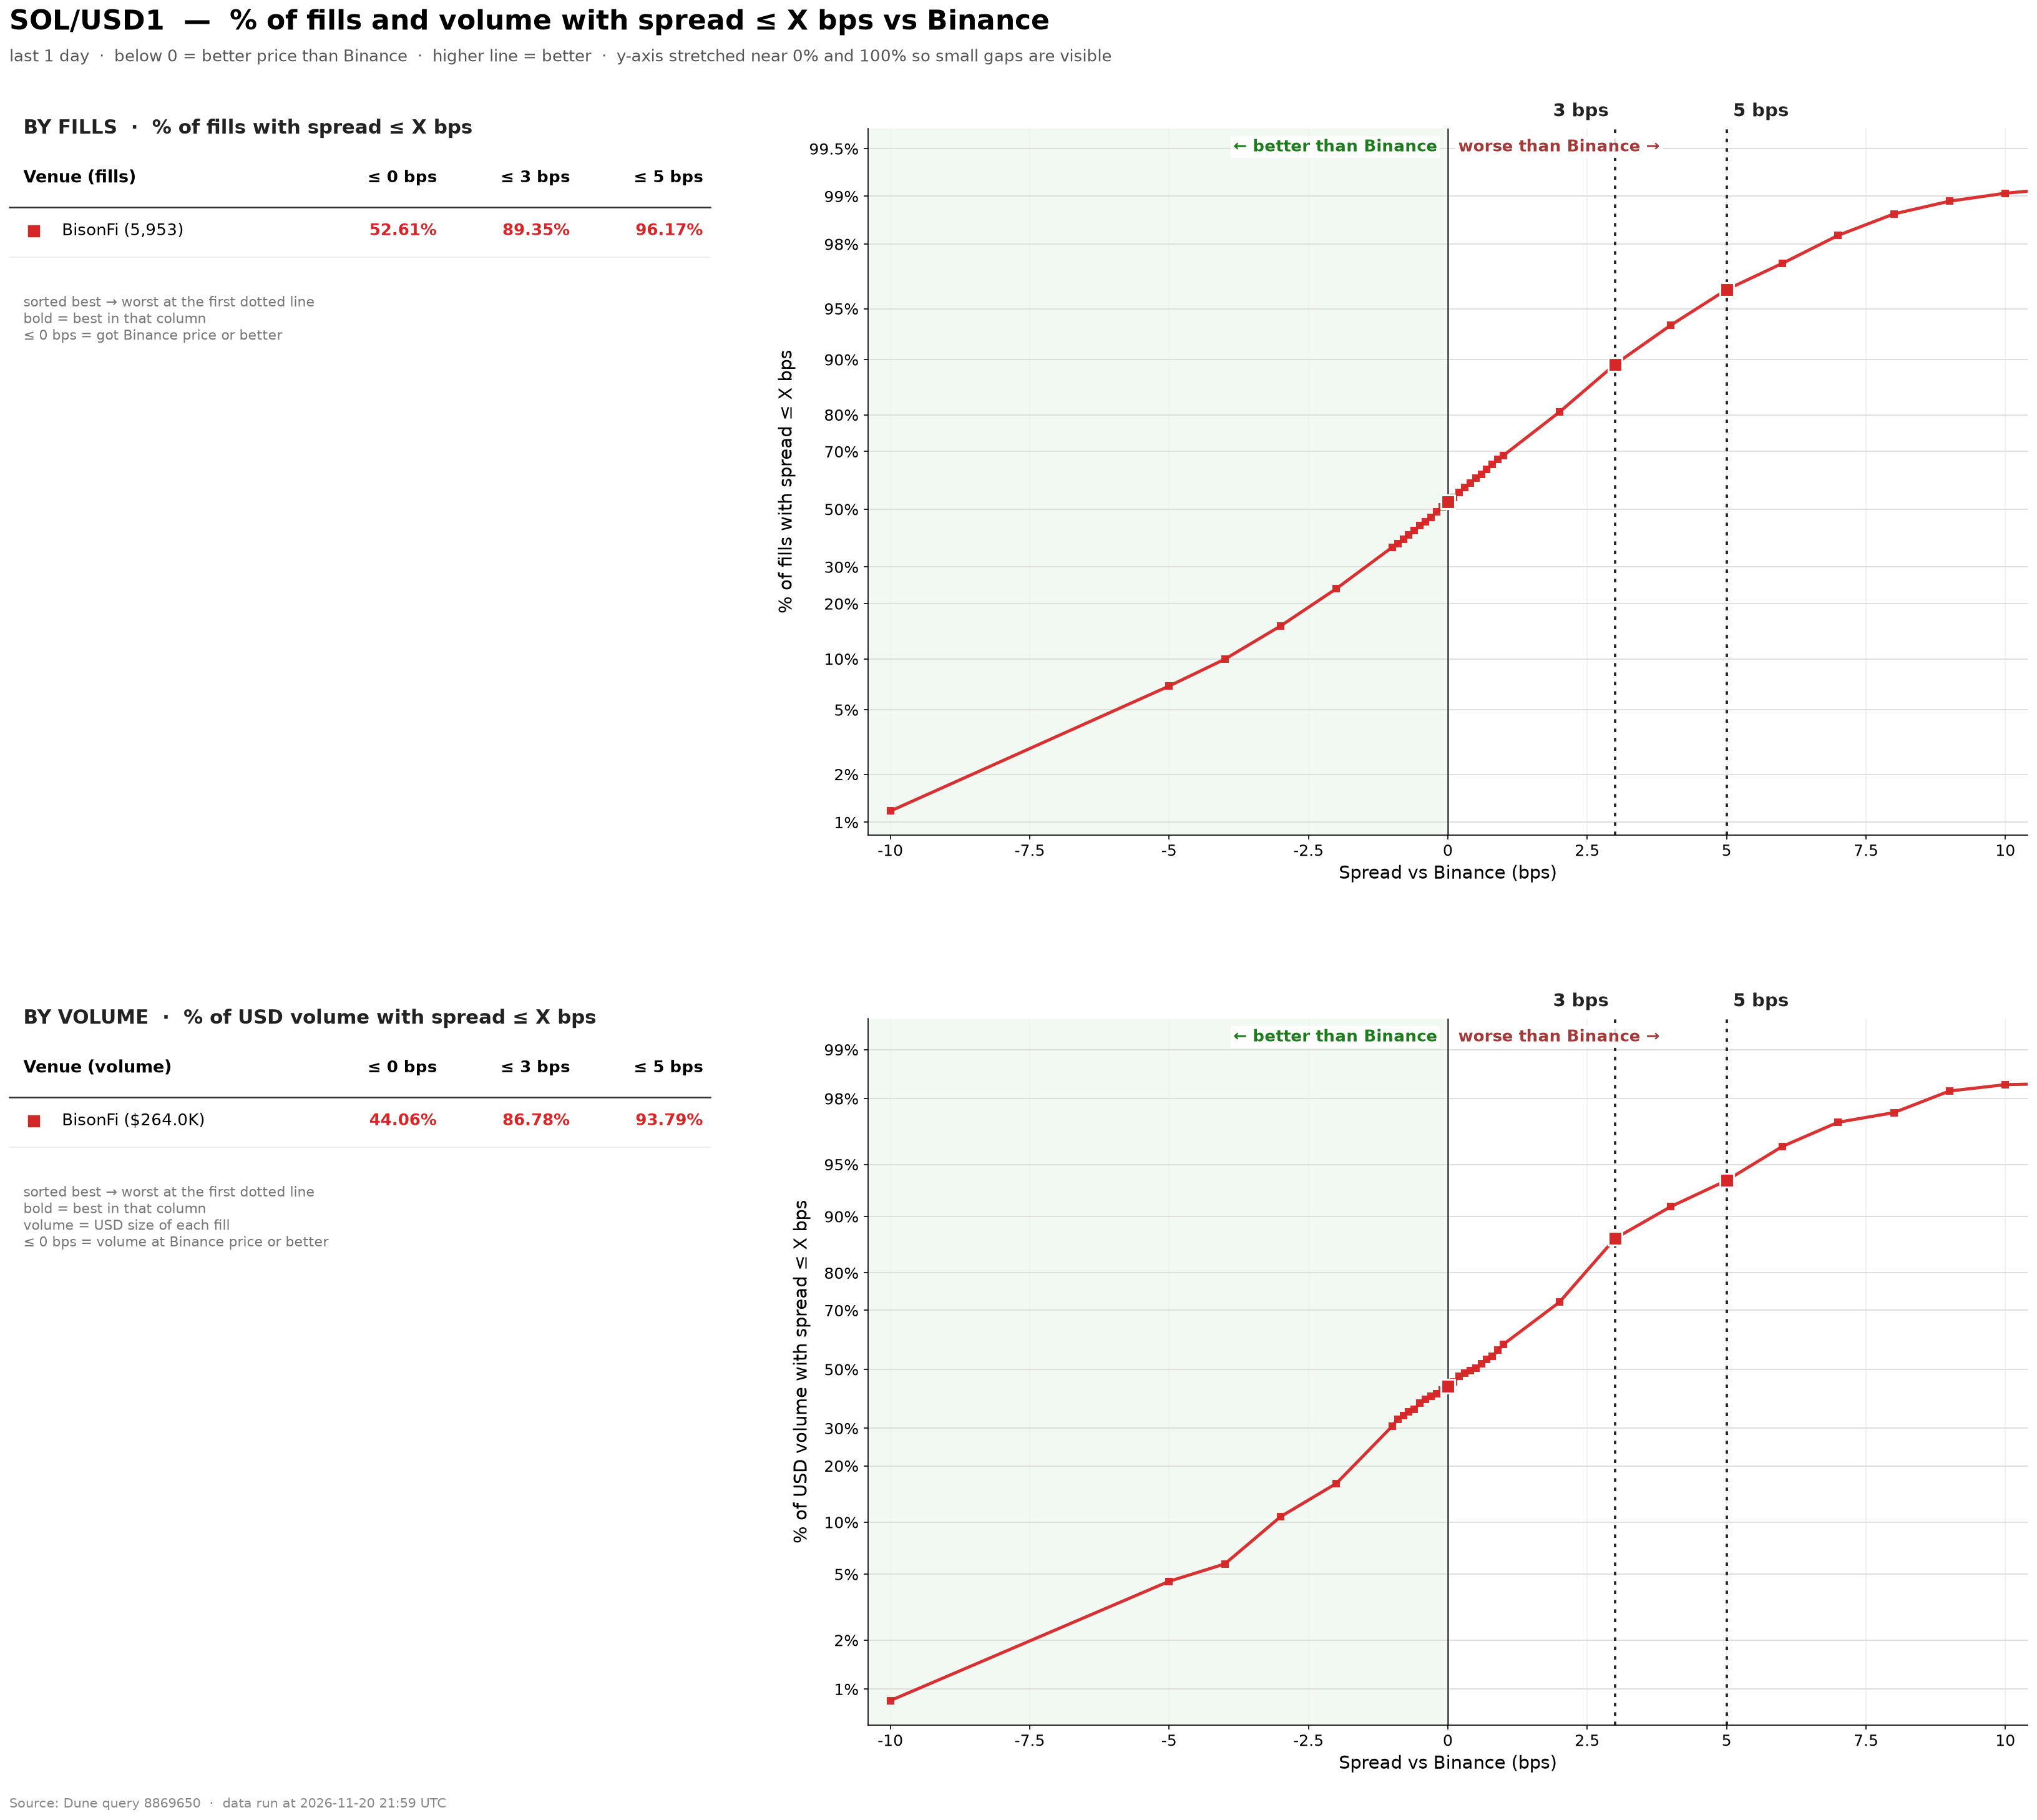 SOL/USD1 — % of fills and volume with spread ≤ X bps vs Binance
last 1 day · below 0 = better price than Binance · higher line = better · y-axis stretched near 0% and 100% so small gaps are visible
BY FILLS · % of fills with spread ≤ X bps
Venue (fills) ≤ 0 bps ≤ 3 bps ≤ 5 bps
BisonFi (5,953) 52.61% 89.35% 96.17%
sorted best → worst at the first dotted line
bold = best in that column
≤ 0 bps = got Binance price or better
3 bps 5 bps
← better than Binance worse than Binance →
% of fills with spread ≤ X bps
99.5%
99%
98%
95%
90%
80%
70%
50%
30%
20%
10%
5%
2%
1%
-10 -7.5 -5 -2.5 0 2.5 5 7.5 10
Spread vs Binance (bps)
BY VOLUME · % of USD volume with spread ≤ X bps
Venue (volume) ≤ 0 bps ≤ 3 bps ≤ 5 bps
BisonFi ($264.0K) 44.06% 86.78% 93.79%
sorted best → worst at the first dotted line
bold = best in that column
volume = USD size of each fill
≤ 0 bps = volume at Binance price or better
3 bps 5 bps
← better than Binance worse than Binance →
% of USD volume with spread ≤ X bps
99%
98%
95%
90%
80%
70%
50%
30%
20%
10%
5%
2%
1%
-10 -7.5 -5 -2.5 0 2.5 5 7.5 10
Spread vs Binance (bps)
Source: Dune query 8869650 · data run at 2026-11-20 21:59 UTC